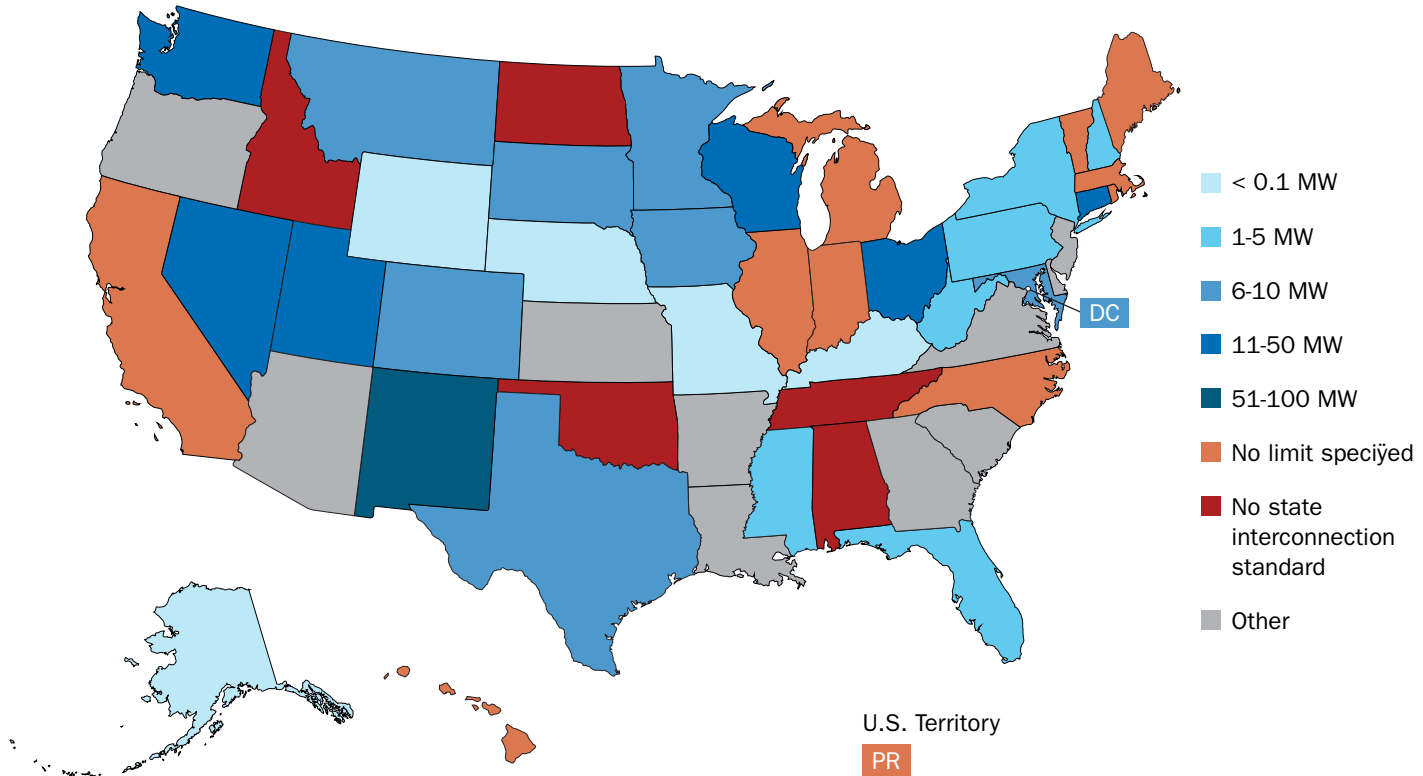 < 0.1 MW
1-5 MW
6-10 MW
DC
11-50 MW
51-100 MW
No limit speciÿed
No state
interconnection
standard
Other
U.S. Territory
PR